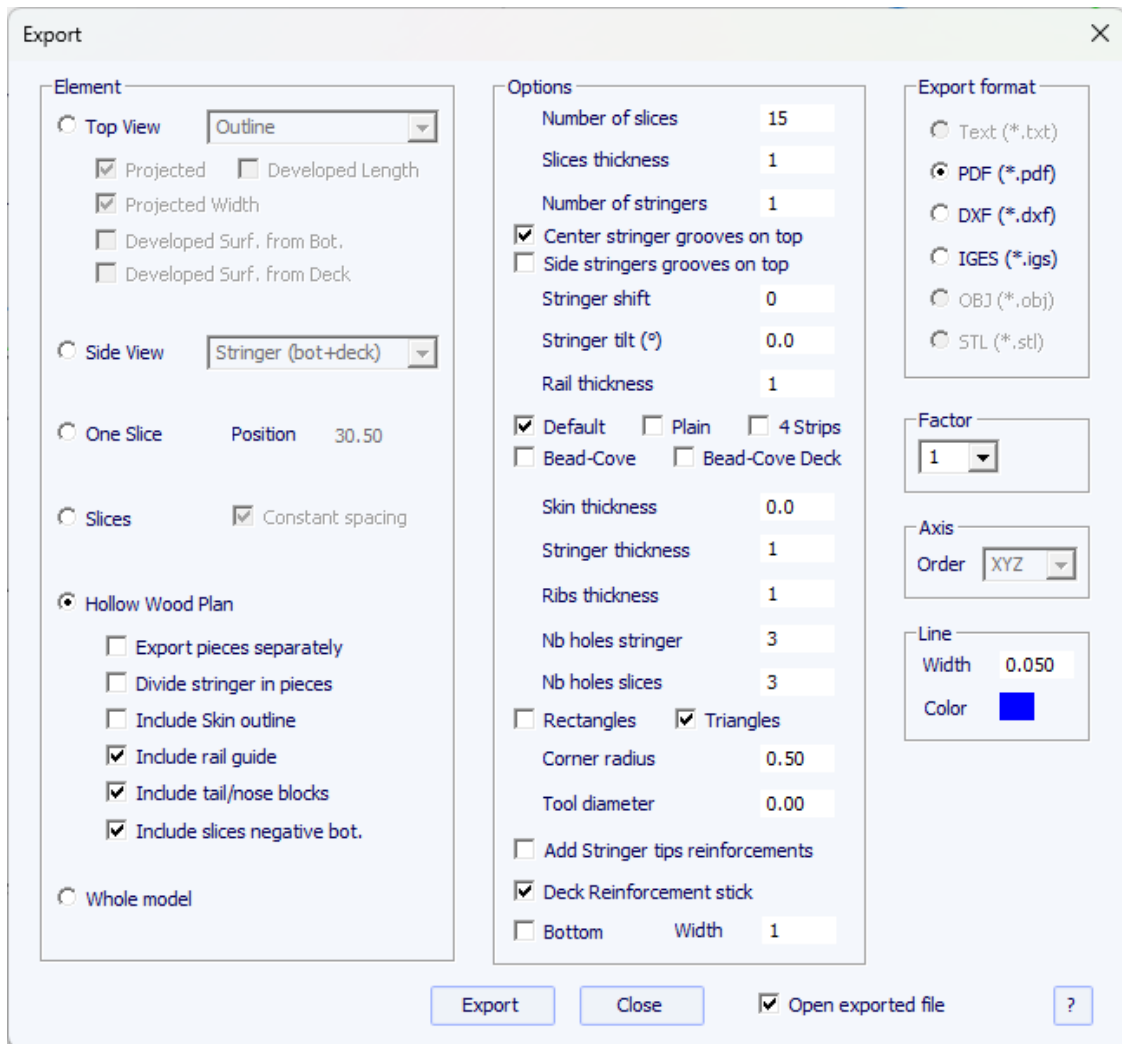 Export
Element
Top View Outline
Projected Developed Length
Projected Width
Developed Surf. from Bot.
Developed Surf. from Deck
Side View Stringer (bot+deck)
One Slice Position 30.50
Slices Constant spacing
Hollow Wood Plan
Export pieces separately
Divide stringer in pieces
Include Skin outline
Include rail guide
Include tail/nose blocks
Include slices negative bot.
Whole model
Options
Number of slices 15
Slices thickness 1
Number of stringers 1
Center stringer grooves on top
Side stringers grooves on top
Stringer shift 0
Stringer tilt (º) 0.0
Rail thickness 1
Default Plain 4 Strips
Bead-Cove Bead-Cove Deck
Skin thickness 0.0
Stringer thickness 1
Ribs thickness 1
Nb holes stringer 3
Nb holes slices 3
Rectangles Triangles
Corner radius 0.50
Tool diameter 0.00
Add Stringer tips reinforcements
Deck Reinforcement stick
Bottom Width 1
Export format
Text (*.txt)
PDF (*.pdf)
DXF (*.dxf)
IGES (*.igs)
OBJ (*.obj)
STL (*.stl)
Factor
1
Axis
Order XYZ
Line
Width 0.050
Color
Export Close Open exported file ?